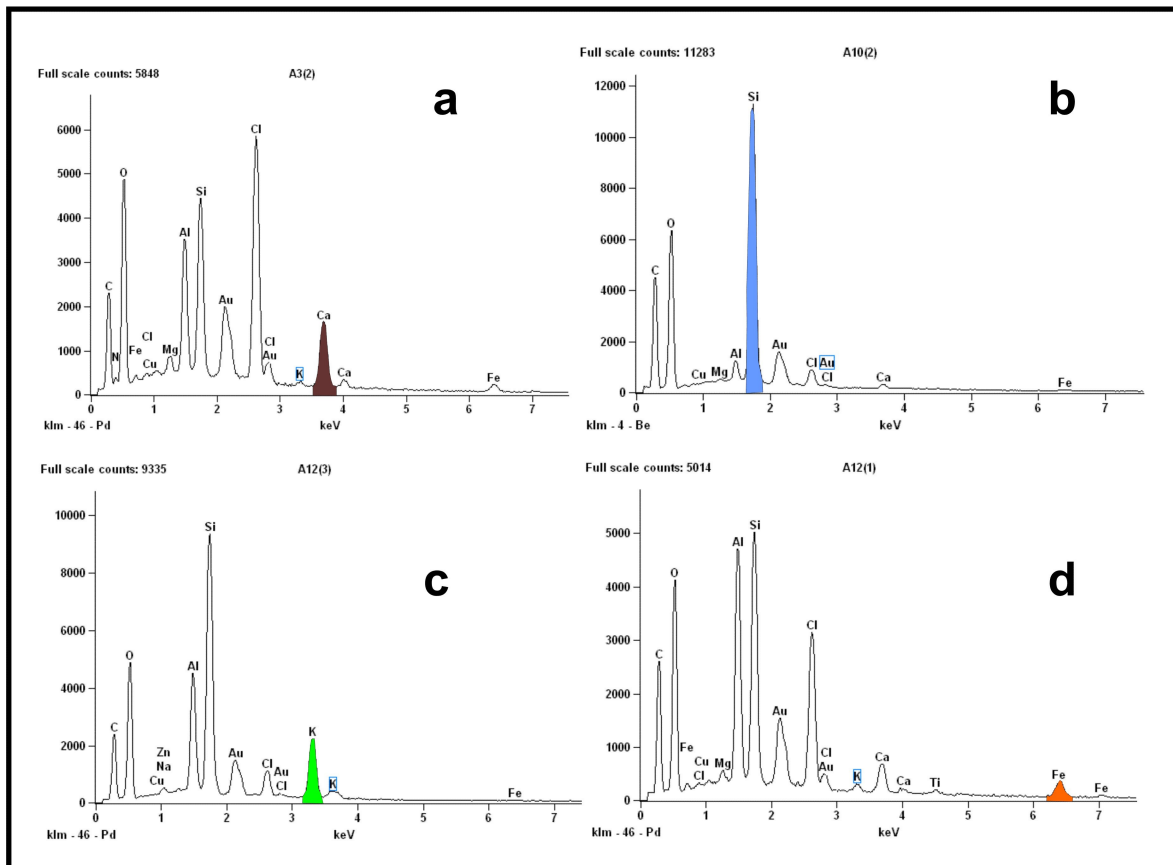 Full scale counts: 5848 A3(2)
a
6000
5000
4000
3000
2000
1000
0
C
N
O
Fe
Cl
Cu
Mg
Al
Si
Au
Cl
Cl
Au
K
Ca
Ca
Fe
0 1 2 3 4 5 6 7
klm - 46 - Pd keV
Full scale counts: 11283 A10(2)
b
12000
10000
8000
6000
4000
2000
0
C
O
Cu
Mg
Al
Si
Au
Cl
Au
Cl
Ca
Fe
0 1 2 3 4 5 6 7
klm - 4 - Be keV
Full scale counts: 9335 A12(3)
c
10000
8000
6000
4000
2000
0
C
O
Zn
Na
Cu
Al
Si
Au
Cl
Au
Cl
K
K
Fe
0 1 2 3 4 5 6 7
klm - 46 - Pd keV
Full scale counts: 5014 A12(1)
d
5000
4000
3000
2000
1000
0
C
O
Fe
Cu
Cl
Mg
Al
Si
Au
Cl
Cl
Au
K
Ca
Ca
Ti
Fe
Fe
0 1 2 3 4 5 6 7
klm - 46 - Pd keV